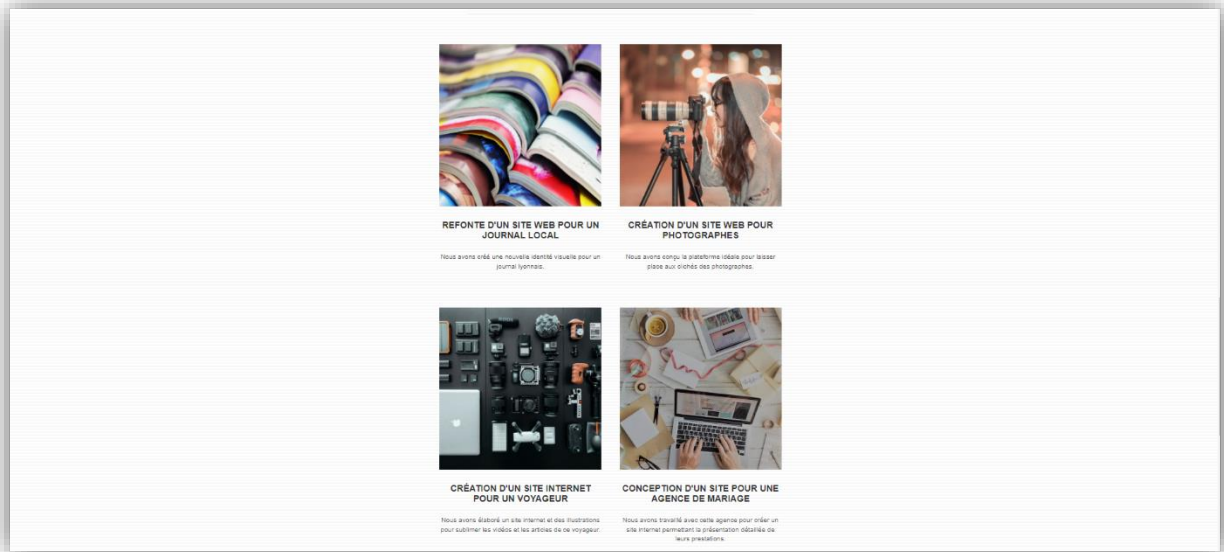 REFONTE D'UN SITE WEB POUR UN
JOURNAL LOCAL
Nous avons créé une nouvelle identité visuelle pour un
journal lyonnais.
CRÉATION D'UN SITE WEB POUR
PHOTOGRAPHES
Nous avons conçu la plateforme idéale pour laisser
place aux clichés des photographes.
CRÉATION D'UN SITE INTERNET
POUR UN VOYAGEUR
Nous avons élaboré un site internet et des illustrations
pour sublimer les vidéos et les articles de ce voyageur.
CONCEPTION D'UN SITE POUR UNE
AGENCE DE MARIAGE
Nous avons travaillé avec cette agence pour créer un
site internet permettant la présentation détaillée de
leurs prestations.